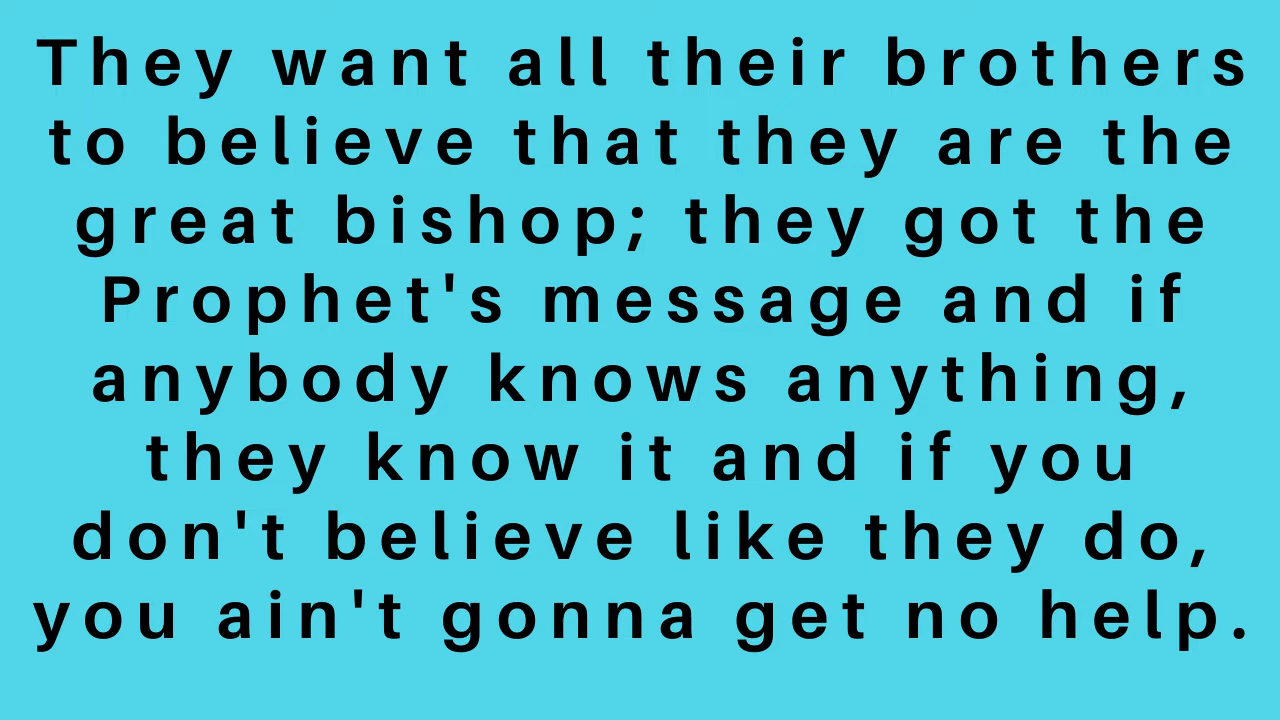 They want all their brothers
to believe that they are the
great bishop; they got the
Prophet's message and if
anybody knows anything,
they know it and if you
don't believe like they do,
you ain't gonna get no help.